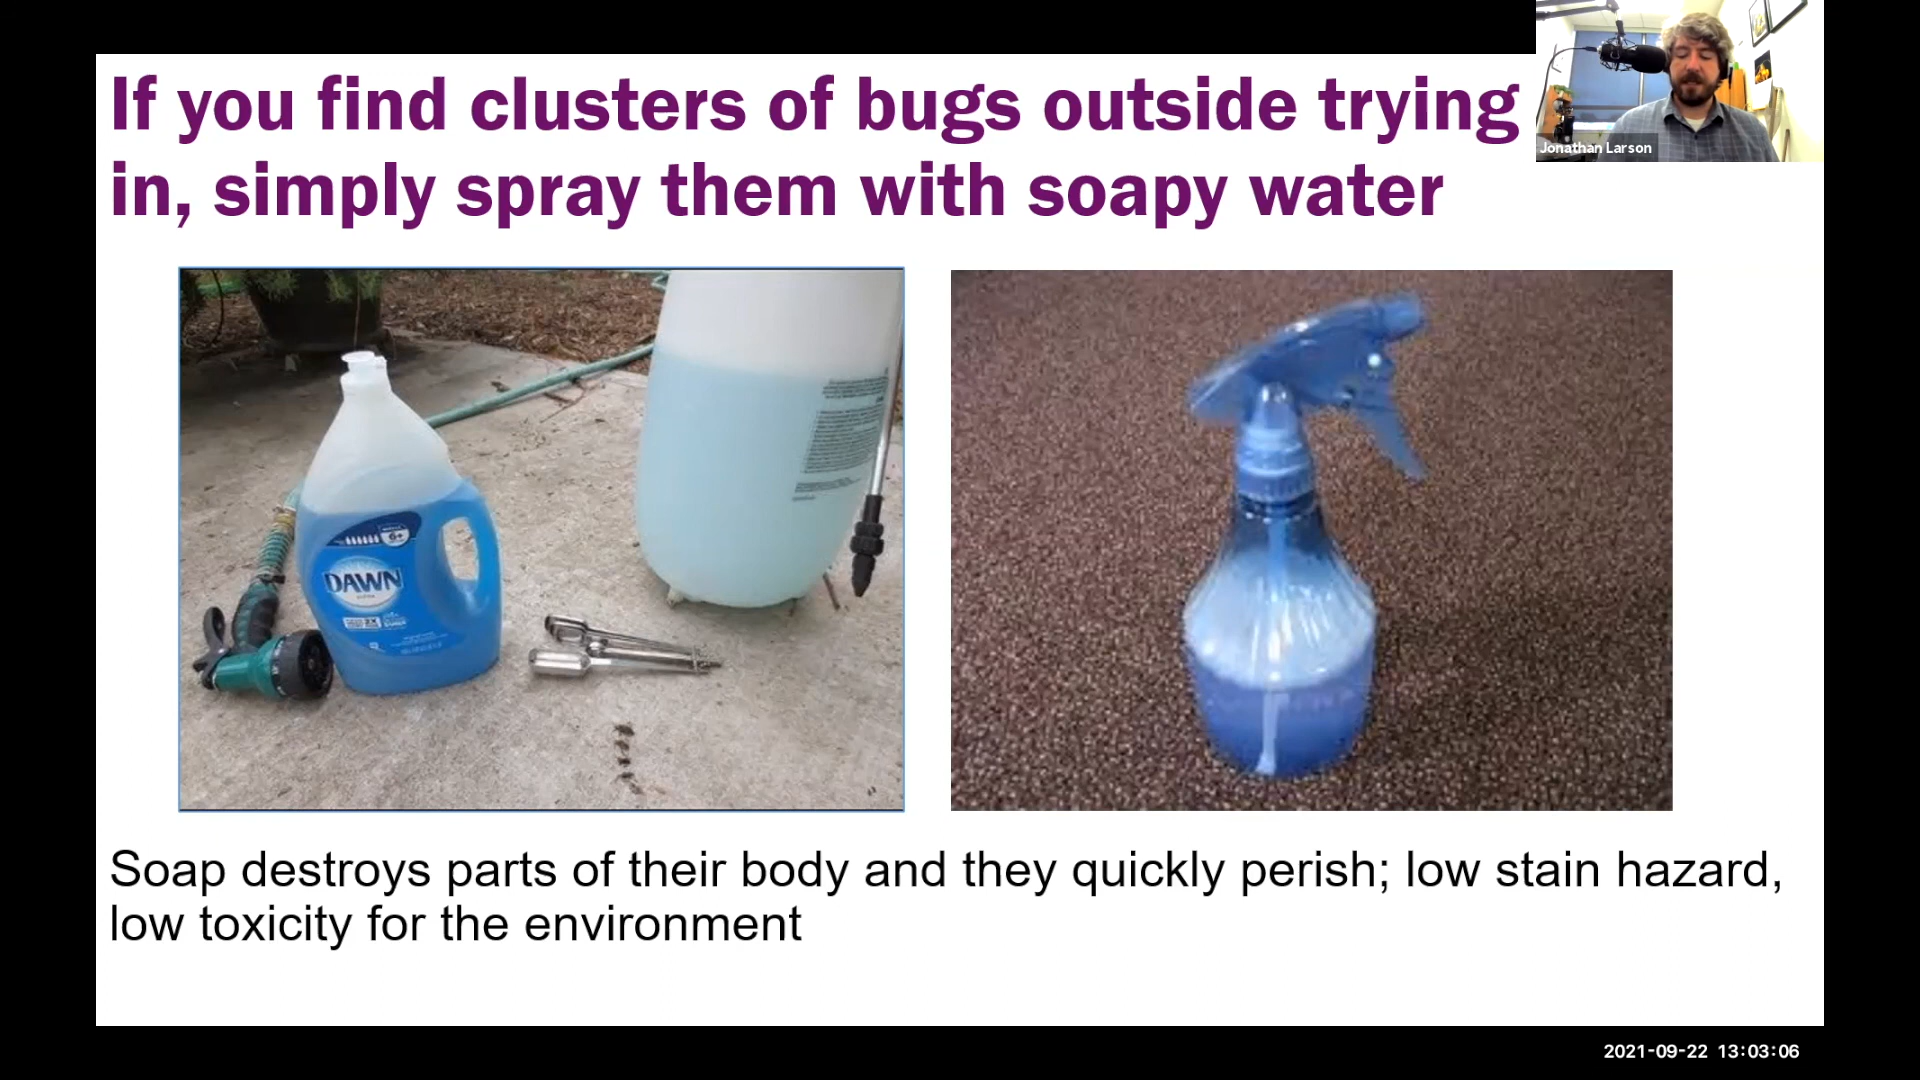 If you find clusters of bugs outside trying
in, simply spray them with soapy water
Jonathan Larson
6+
DAWN
2X
Soap destroys parts of their body and they quickly perish; low stain hazard,
low toxicity for the environment
2021-09-22 13:03:06